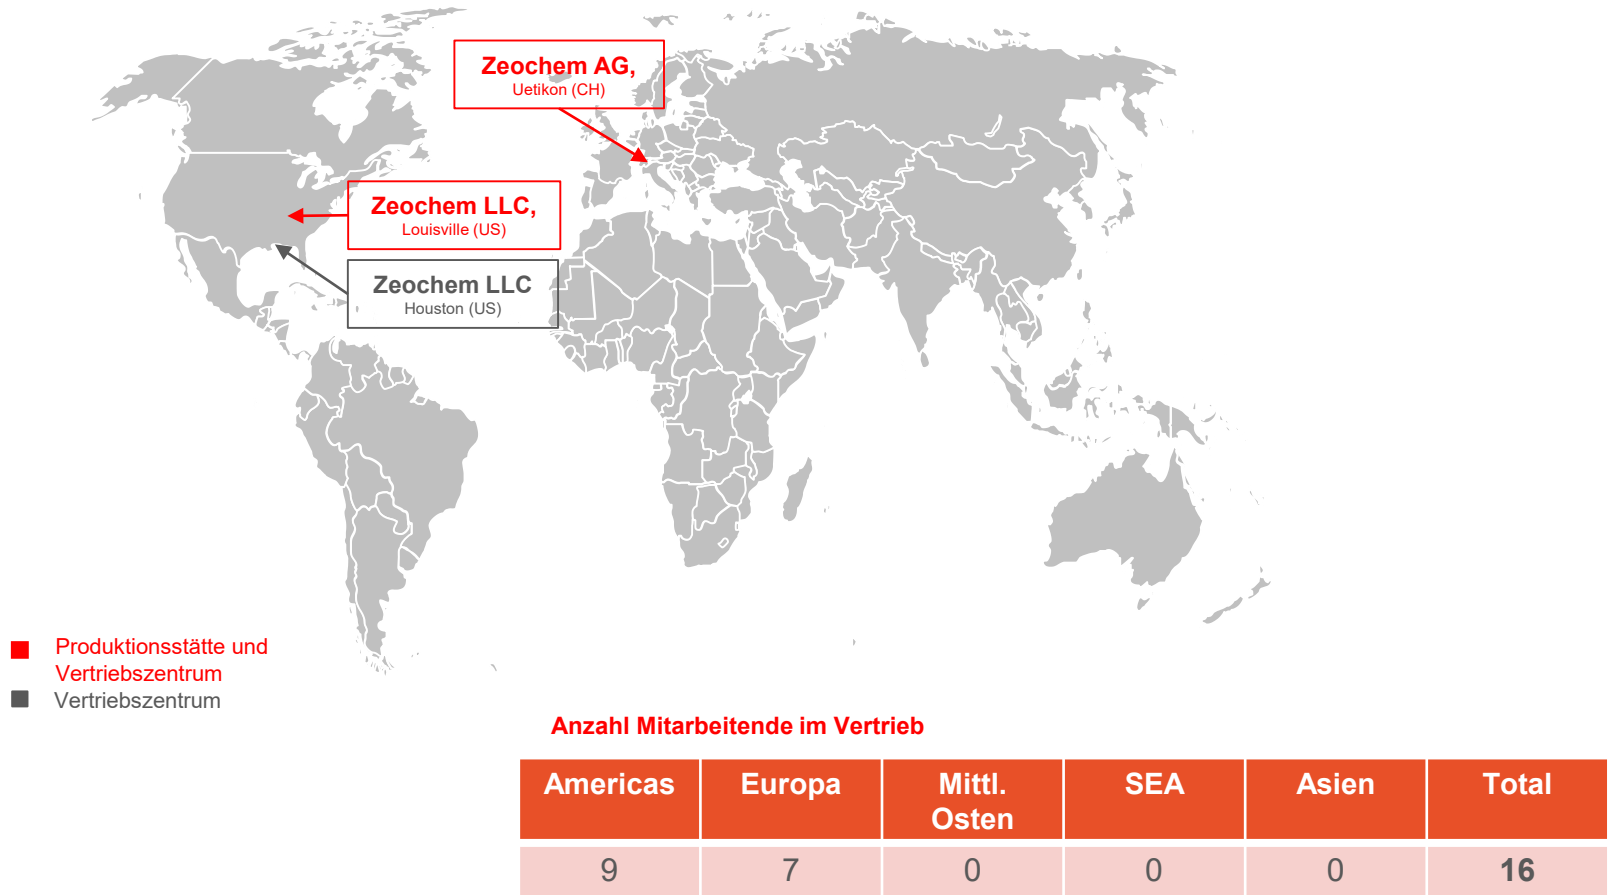 Zeochem AG,
Uetikon (CH)
Zeochem LLC,
Louisville (US)
Zeochem LLC
Houston (US)
Produktionsstätte und
Vertriebszentrum
Vertriebszentrum
Anzahl Mitarbeitende im Vertrieb
Americas Europa Mittl. SEA Asien Total
Osten
9 7 0 0 0 16